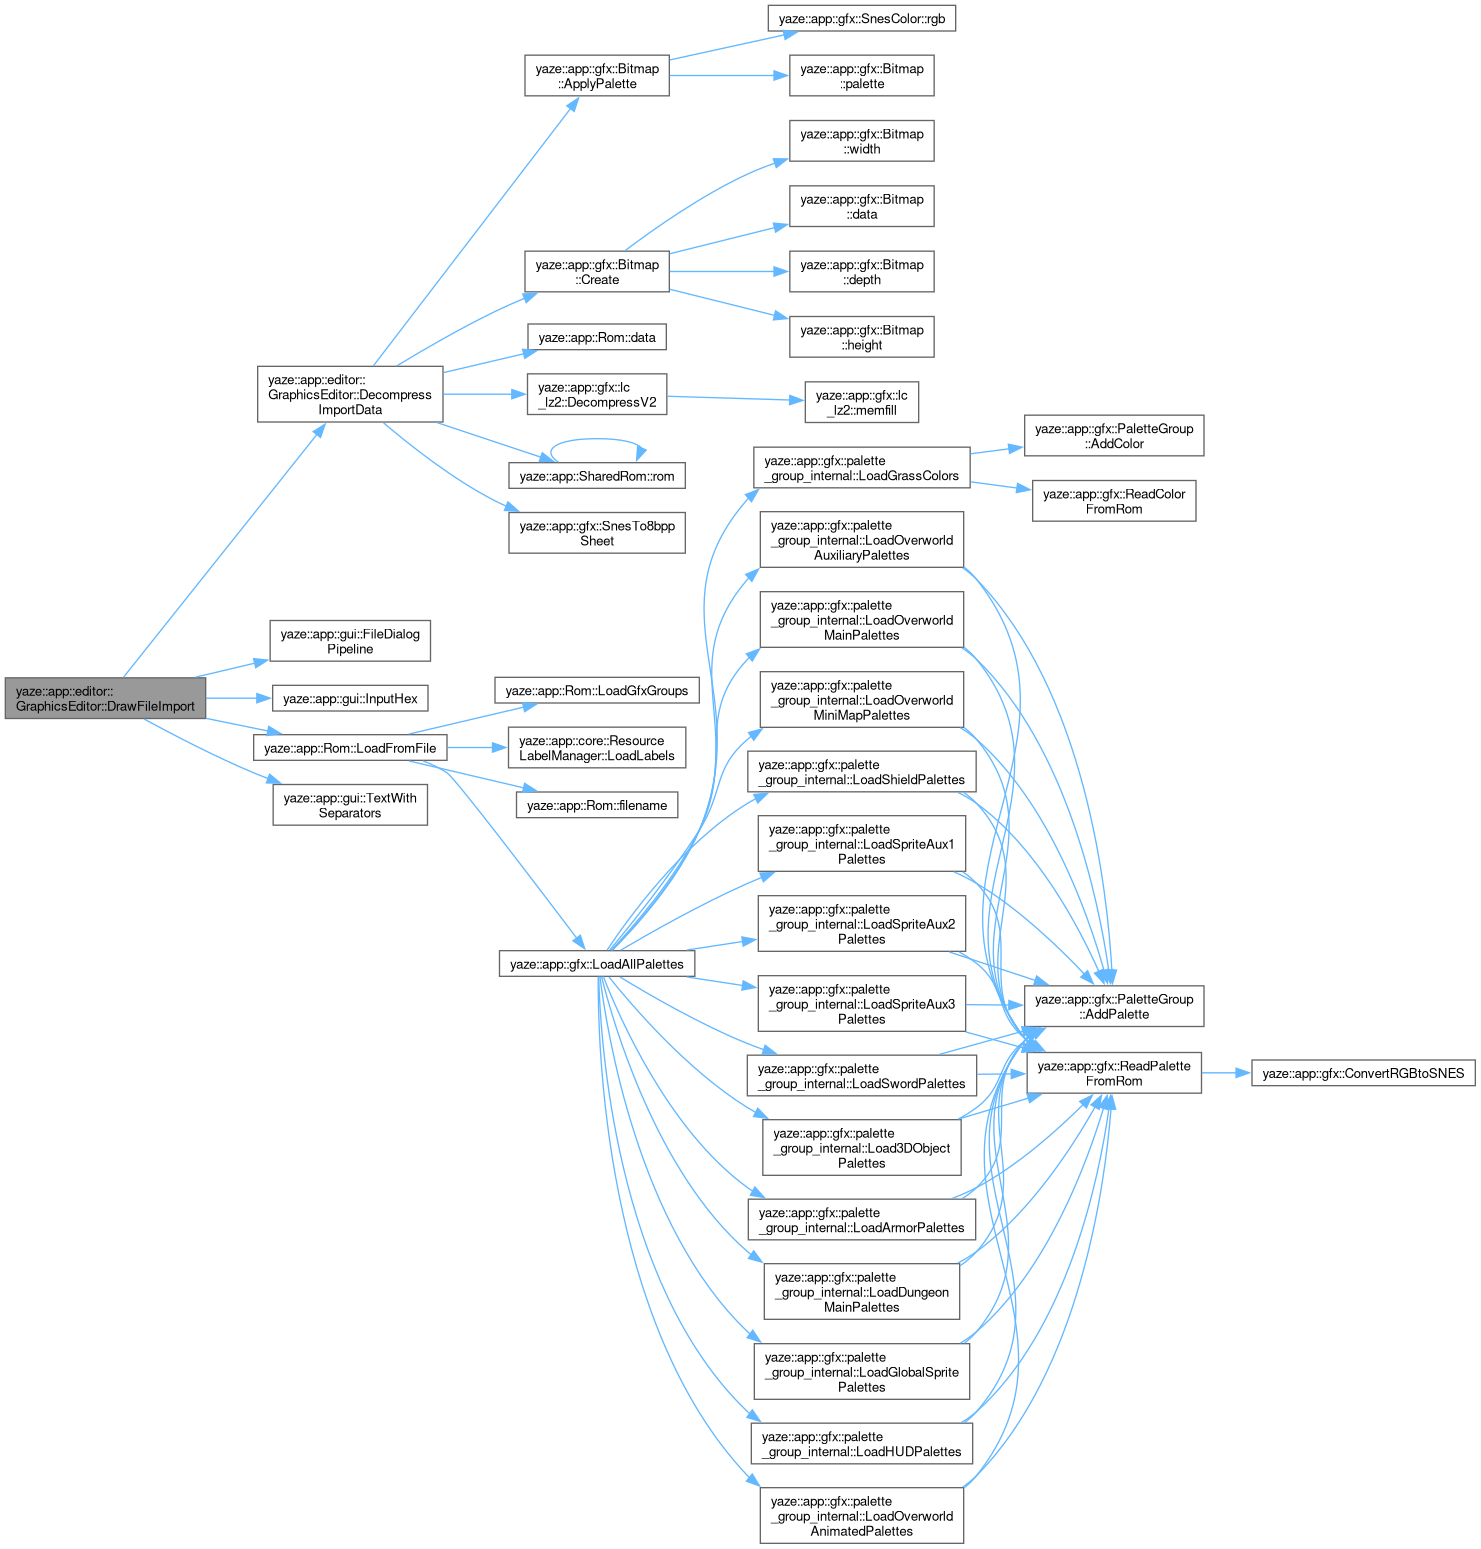 yaze::app::gfx::SnesColor::rgb
yaze::app::gfx::Bitmap
::ApplyPalette
yaze::app::gfx::Bitmap
::palette
yaze::app::gfx::Bitmap
::width
yaze::app::gfx::Bitmap
::data
yaze::app::gfx::Bitmap
::Create
yaze::app::gfx::Bitmap
::depth
yaze::app::gfx::Bitmap
::height
yaze::app::Rom::data
yaze::app::editor::
GraphicsEditor::Decompress
ImportData
yaze::app::gfx::lc
_lz2::DecompressV2
yaze::app::gfx::lc
_lz2::memfill
yaze::app::SharedRom::rom
yaze::app::gfx::SnesTo8bpp
Sheet
yaze::app::gfx::PaletteGroup
::AddColor
yaze::app::gfx::palette
_group_internal::LoadGrassColors
yaze::app::gfx::ReadColor
FromRom
yaze::app::gfx::palette
_group_internal::LoadOverworld
AuxiliaryPalettes
yaze::app::gfx::palette
_group_internal::LoadOverworld
MainPalettes
yaze::app::gui::FileDialog
Pipeline
yaze::app::editor::
GraphicsEditor::DrawFileImport
yaze::app::gui::InputHex
yaze::app::Rom::LoadGfxGroups
yaze::app::gfx::palette
_group_internal::LoadOverworld
MiniMapPalettes
yaze::app::Rom::LoadFromFile
yaze::app::core::Resource
LabelManager::LoadLabels
yaze::app::gfx::palette
_group_internal::LoadShieldPalettes
yaze::app::gui::TextWith
Separators
yaze::app::Rom::filename
yaze::app::gfx::palette
_group_internal::LoadSpriteAux1
Palettes
yaze::app::gfx::palette
_group_internal::LoadSpriteAux2
Palettes
yaze::app::gfx::LoadAllPalettes
yaze::app::gfx::palette
_group_internal::LoadSpriteAux3
Palettes
yaze::app::gfx::PaletteGroup
::AddPalette
yaze::app::gfx::palette
_group_internal::LoadSwordPalettes
yaze::app::gfx::ReadPalette
FromRom
yaze::app::gfx::ConvertRGBtoSNES
yaze::app::gfx::palette
_group_internal::Load3DObject
Palettes
yaze::app::gfx::palette
_group_internal::LoadArmorPalettes
yaze::app::gfx::palette
_group_internal::LoadDungeon
MainPalettes
yaze::app::gfx::palette
_group_internal::LoadGlobalSprite
Palettes
yaze::app::gfx::palette
_group_internal::LoadHUDPalettes
yaze::app::gfx::palette
_group_internal::LoadOverworld
AnimatedPalettes